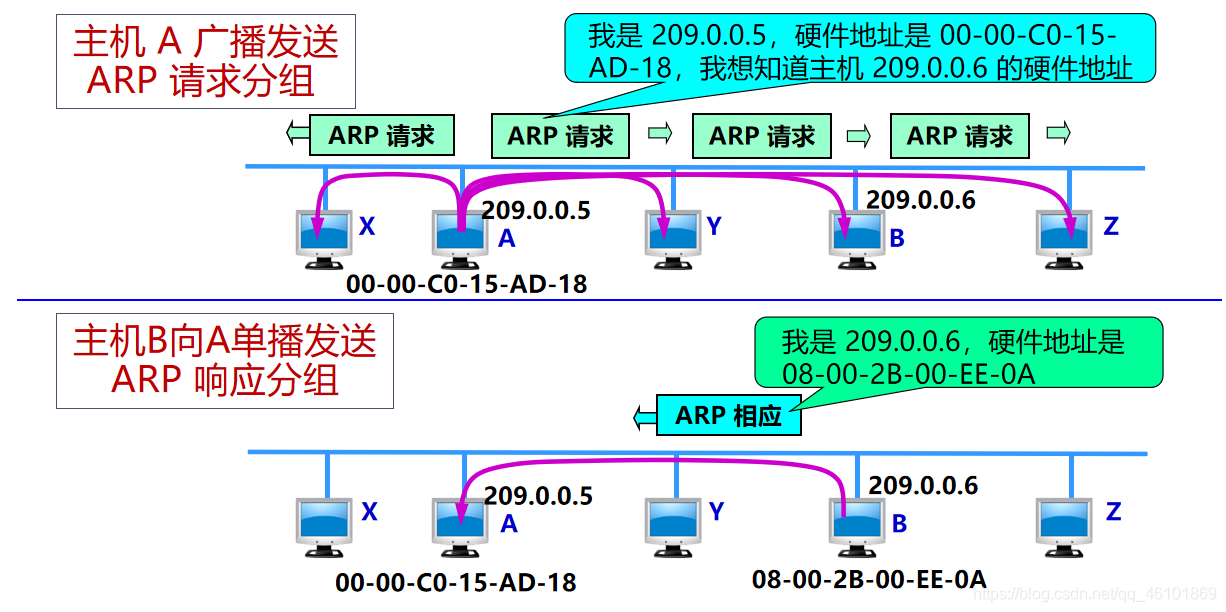 主机 A 广播发送
ARP 请求分组
我是 209.0.0.5，硬件地址是 00-00-C0-15-
AD-18，我想知道主机 209.0.0.6 的硬件地址
ARP 请求
ARP 请求
ARP 请求
ARP 请求
209.0.0.5
209.0.0.6
X
A
Y
B
Z
00-00-C0-15-AD-18
主机B向A单播发送
ARP 响应分组
我是 209.0.0.6，硬件地址是
08-00-2B-00-EE-0A
ARP 相应
209.0.0.5
209.0.0.6
X
A
Y
B
Z
00-00-C0-15-AD-18
08-00-2B-00-EE-0A
https://blog.csdn.net/qq_46101869